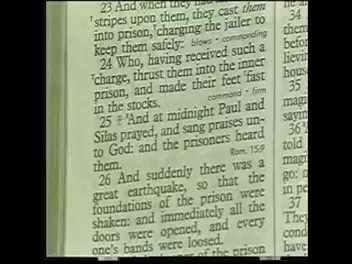 23 And when they had
stripes upon them, they cast them
into prison, charging the jailer to
keep them safely: blows · commanding
24 Who, having received such a
charge, thrust them into the inner
prison, and made their feet fast
in the stocks. command · firm
25 And at midnight Paul and
Silas prayed, and sang praises un-
to God: and the prisoners heard
them. Rom. 15:9
26 And suddenly there was a
great earthquake, so that the
foundations of the prison were
shaken: and immediately all the
doors were opened, and every
one's bands were loosed.
of the prison
34
them
befo
hous
35
magi
sayin
36
told
magi
go: n
in pe
37
They
cond
have